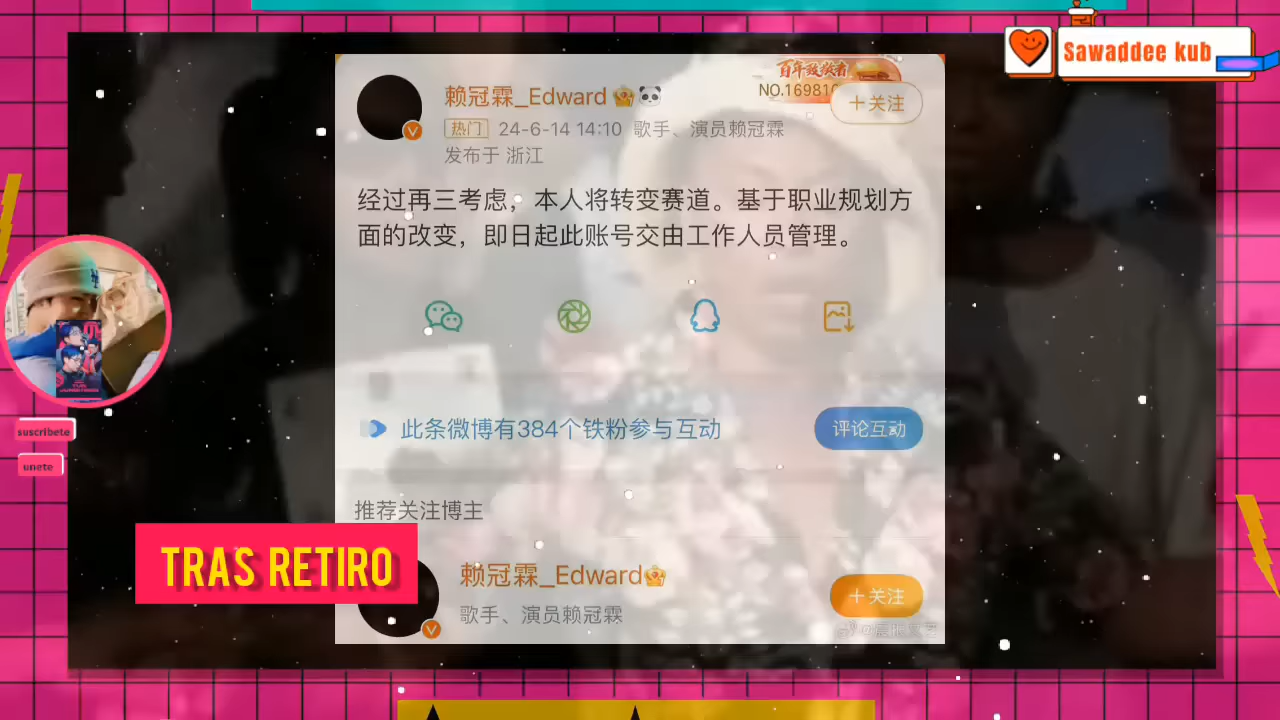 Sawaddee kub
百年致敬者
NO.169810
赖冠霖_Edward
+关注
热门 24-6-14 14:10 歌手、演员赖冠霖
发布于 浙江
经过再三考虑，本人将转变赛道。基于职业规划方
面的改变，即日起此账号交由工作人员管理。
此条微博有384个铁粉参与互动
评论互动
suscribete
unete
推荐关注博主
TRAS RETIRO
赖冠霖_Edward
+关注
歌手、演员赖冠霖